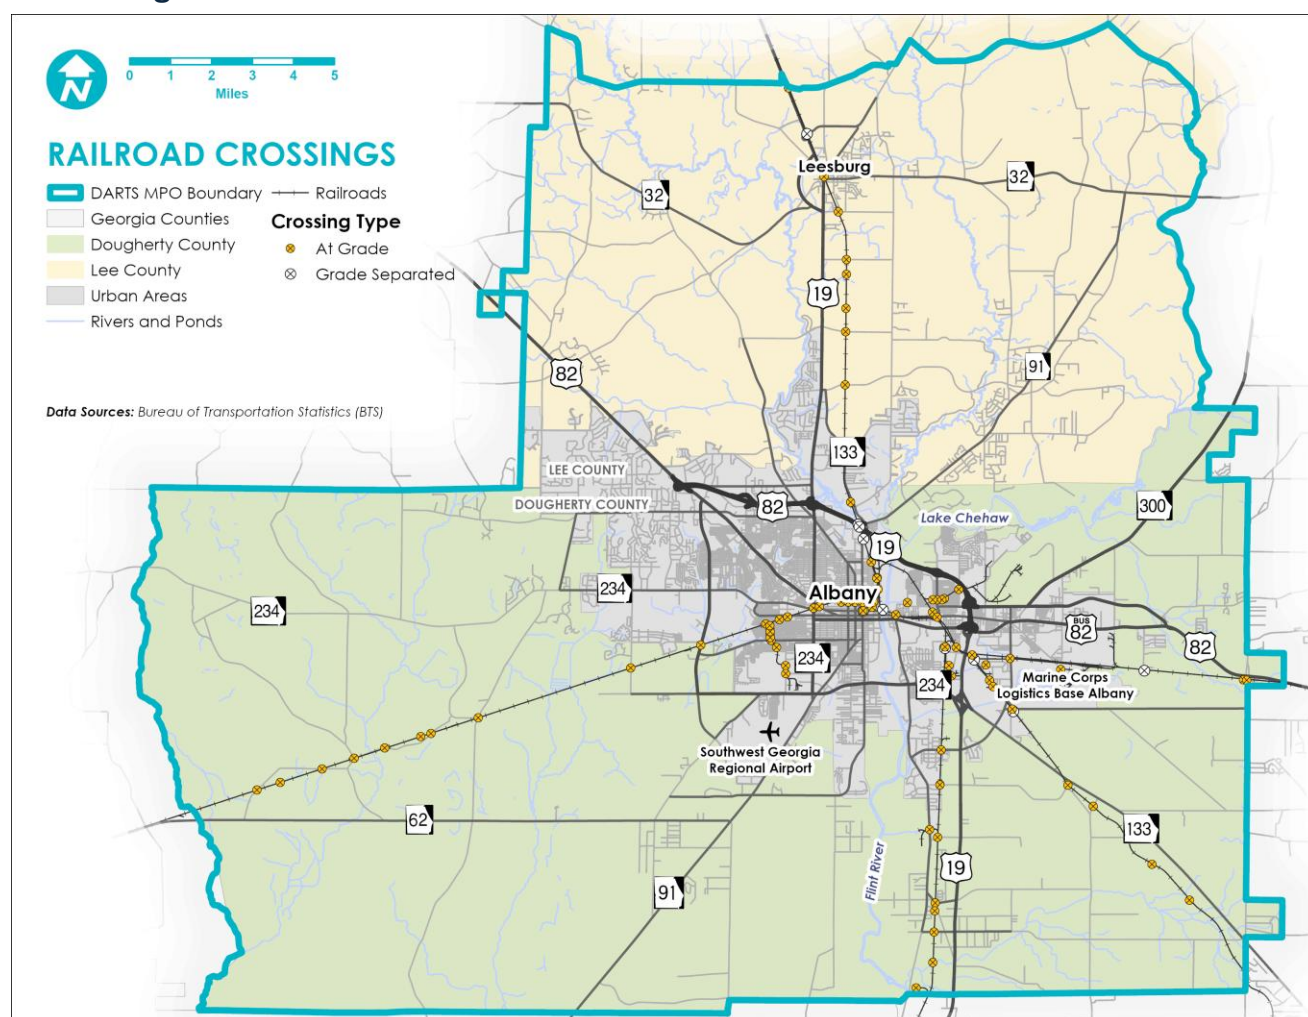 N
0 1 2 3 4 5
Miles
RAILROAD CROSSINGS
DARTS MPO Boundary
Georgia Counties
Dougherty County
Lee County
Urban Areas
Rivers and Ponds
Railroads
Crossing Type
At Grade
Grade Separated
Data Sources: Bureau of Transportation Statistics (BTS)
Leesburg
32
32
19
82
91
133
LEE COUNTY
DOUGHERTY COUNTY
82
300
Lake Chehaw
19
234
234
Albany
BUS
82
82
234
234
Marine Corps
Logistics Base Albany
Southwest Georgia
Regional Airport
62
133
Flint River
19
91